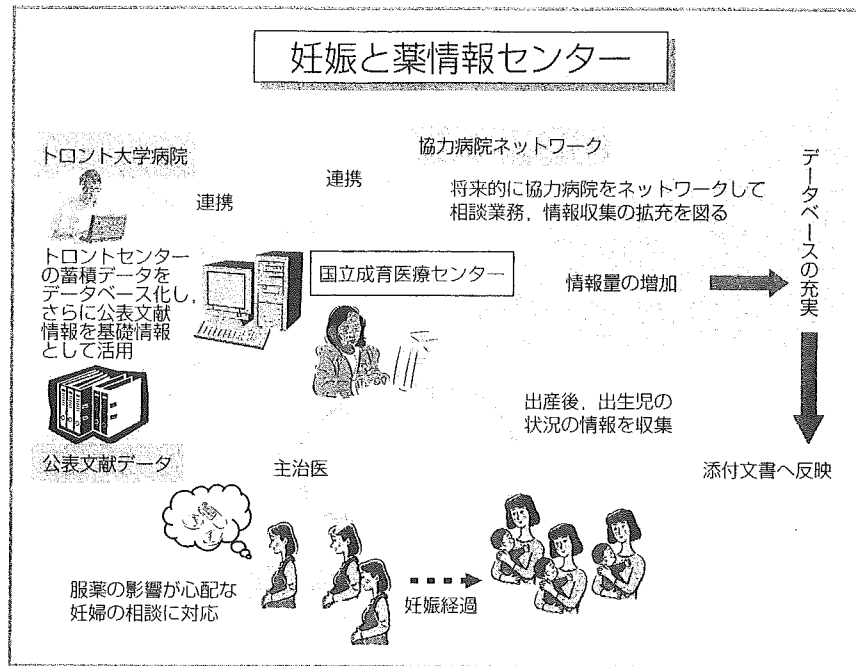 妊娠と薬情報センター
トロント大学病院
連携
連携
協力病院ネットワーク
将来的に協力病院をネットワークして
相談業務，情報収集の拡充を図る
データベースの充実
トロントセンター
の蓄積データを
データベース化し，
さらに公表文献
情報を基礎情報
として活用
国立成育医療センター
情報量の増加
出産後，出生児の
状況の情報を収集
公表文献データ
主治医
添付文書へ反映
服薬の影響が心配な
妊婦の相談に対応
妊娠経過